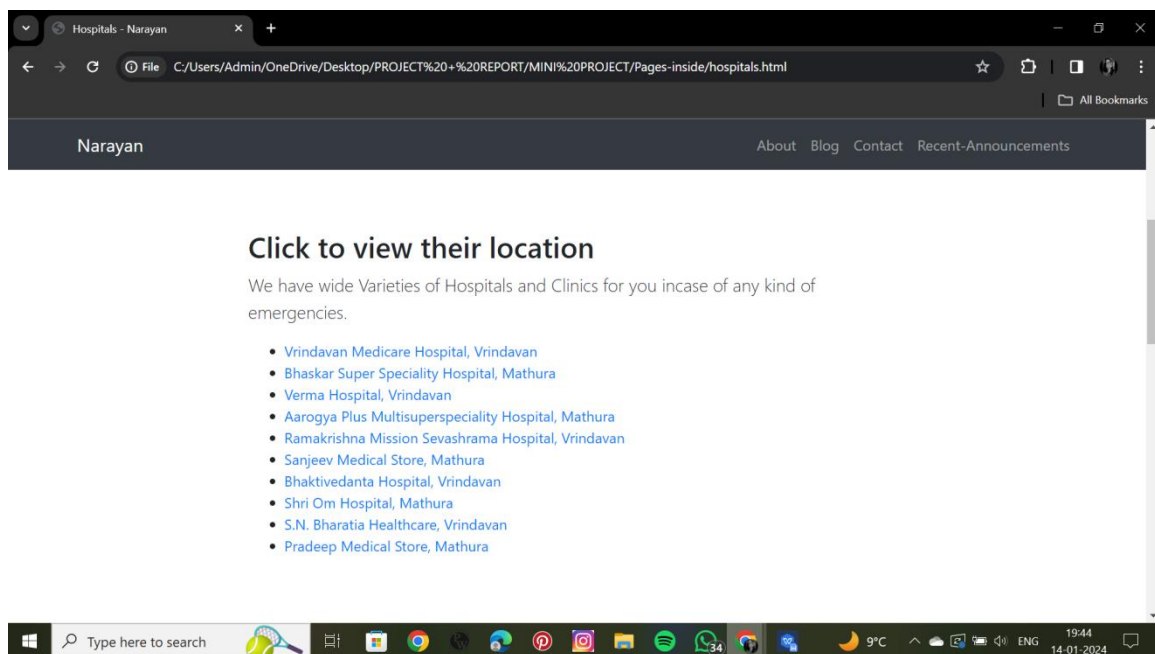 Hospitals - Narayan
File C:/Users/Admin/OneDrive/Desktop/PROJECT%20+%20REPORT/MINI%20PROJECT/Pages-inside/hospitals.html
All Bookmarks
Narayan About Blog Contact Recent-Announcements
Click to view their location
We have wide Varieties of Hospitals and Clinics for you incase of any kind of
emergencies.
Vrindavan Medicare Hospital, Vrindavan
Bhaskar Super Speciality Hospital, Mathura
Verma Hospital, Vrindavan
Aarogya Plus Multisuperspeciality Hospital, Mathura
Ramakrishna Mission Sevashrama Hospital, Vrindavan
Sanjeev Medical Store, Mathura
Bhaktivedanta Hospital, Vrindavan
Shri Om Hospital, Mathura
S.N. Bharatia Healthcare, Vrindavan
Pradeep Medical Store, Mathura
Type here to search 34 9°C ENG 19:44
14-01-2024